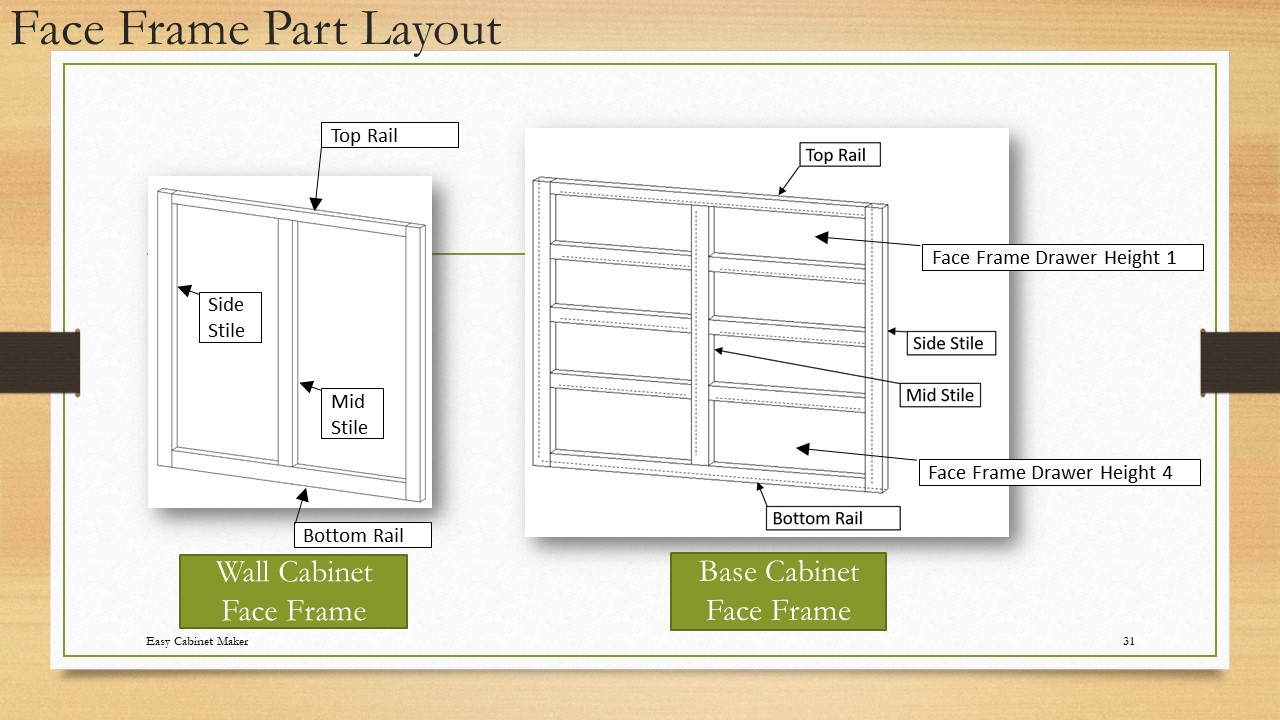 Face Frame Part Layout
Top Rail
Side
Stile
Mid
Stile
Bottom Rail
Wall Cabinet
Face Frame
Top Rail
Face Frame Drawer Height 1
Side Stile
Mid Stile
Face Frame Drawer Height 4
Bottom Rail
Base Cabinet
Face Frame
Easy Cabinet Maker
31